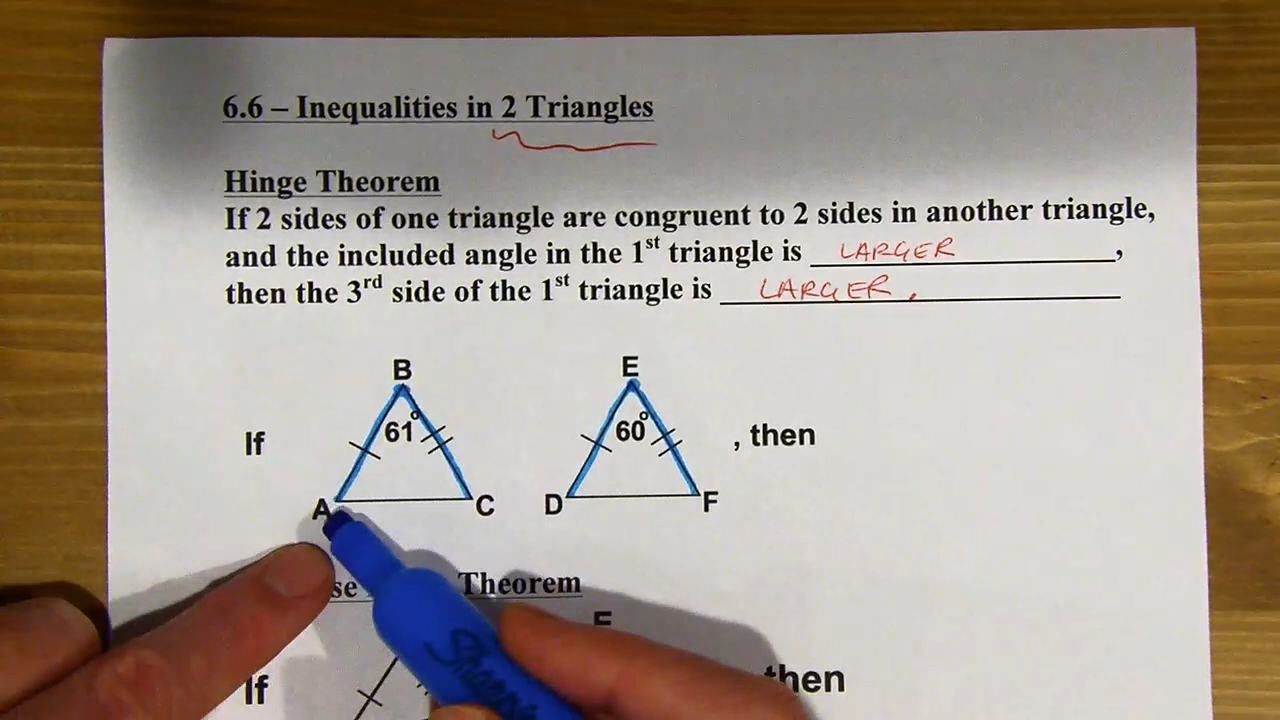 6.6 – Inequalities in 2 Triangles
Hinge Theorem
If 2 sides of one triangle are congruent to 2 sides in another triangle,
and the included angle in the 1st triangle is LARGER,
then the 3rd side of the 1st triangle is LARGER.
B E
61° 60°
If , then
A C D F
Theorem
E
If then
Sharpie